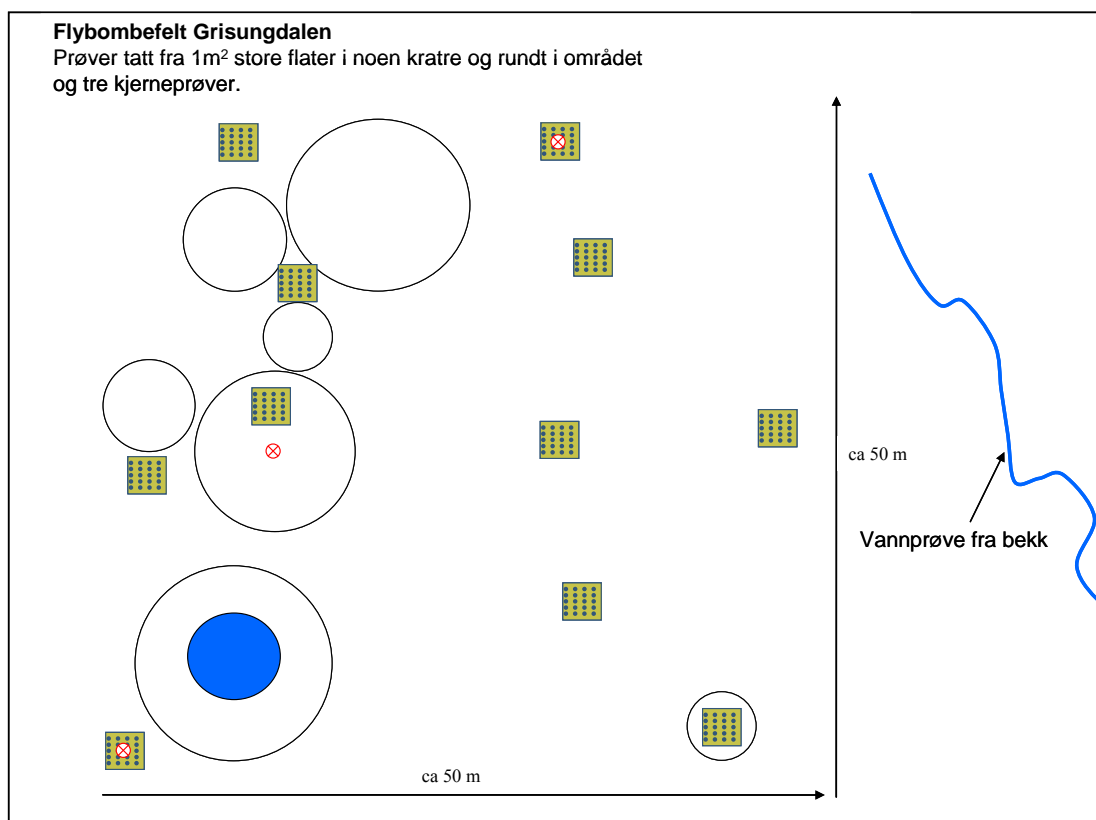 Flybombefelt Grisungdalen
Prøver tatt fra 1m² store flater i noen kratre og rundt i området
og tre kjerneprøver.
ca 50 m
Vannprøve fra bekk
ca 50 m